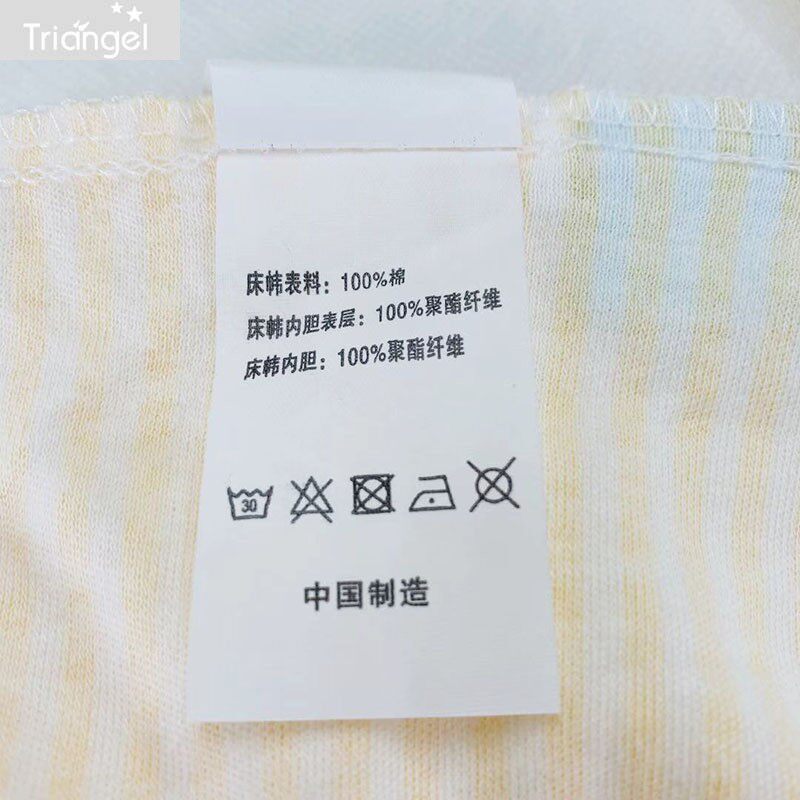 Triangel
床帏表料：100%棉
床帏内胆表层：100%聚酯纤维
床帏内胆：100%聚酯纤维
30
中国制造